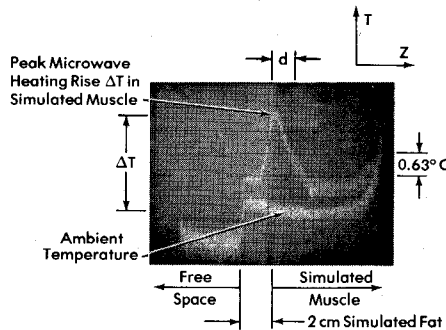 T
Z
d
Peak Microwave
Heating Rise ΔT in
Simulated Muscle
ΔT
0.63° C
Ambient
Temperature
Free
Space
Simulated
Muscle
2 cm Simulated Fat